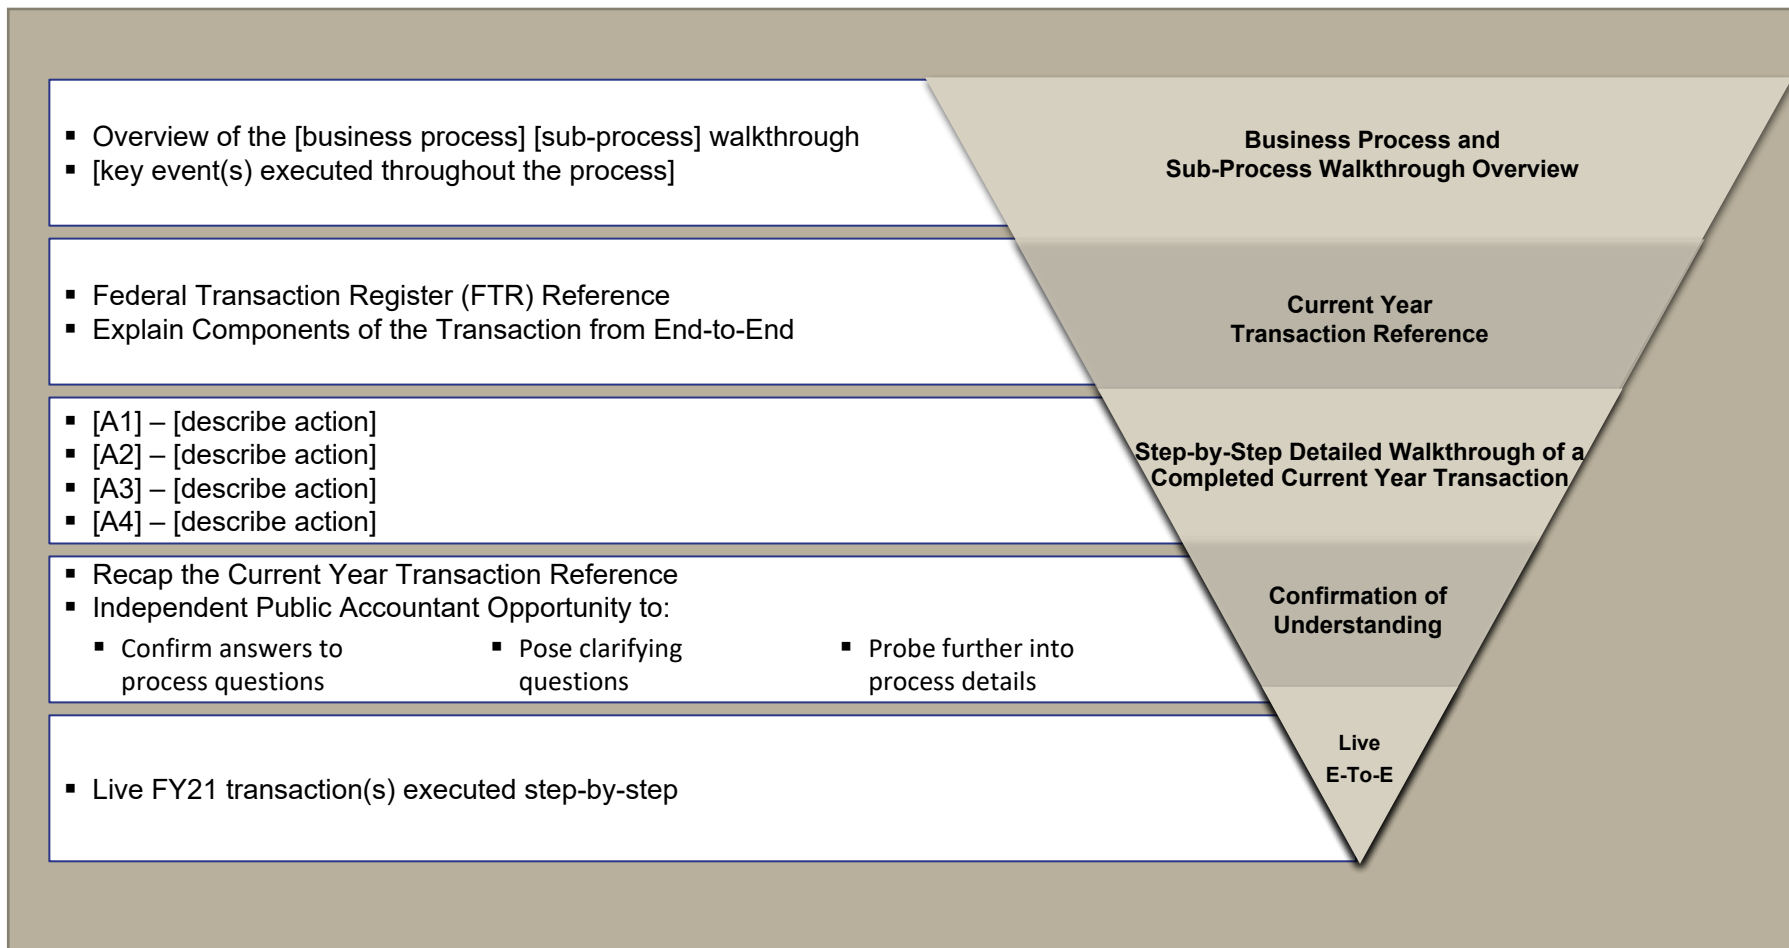 ▪ Overview of the [business process] [sub-process] walkthrough
▪ [key event(s) executed throughout the process]
Business Process and
Sub-Process Walkthrough Overview
▪ Federal Transaction Register (FTR) Reference
▪ Explain Components of the Transaction from End-to-End
Current Year
Transaction Reference
▪ [A1] – [describe action]
▪ [A2] – [describe action]
▪ [A3] – [describe action]
▪ [A4] – [describe action]
Step-by-Step Detailed Walkthrough of a
Completed Current Year Transaction
▪ Recap the Current Year Transaction Reference
▪ Independent Public Accountant Opportunity to:
▪ Confirm answers to
process questions
▪ Pose clarifying
questions
▪ Probe further into
process details
Confirmation of
Understanding
▪ Live FY21 transaction(s) executed step-by-step
Live
E-To-E